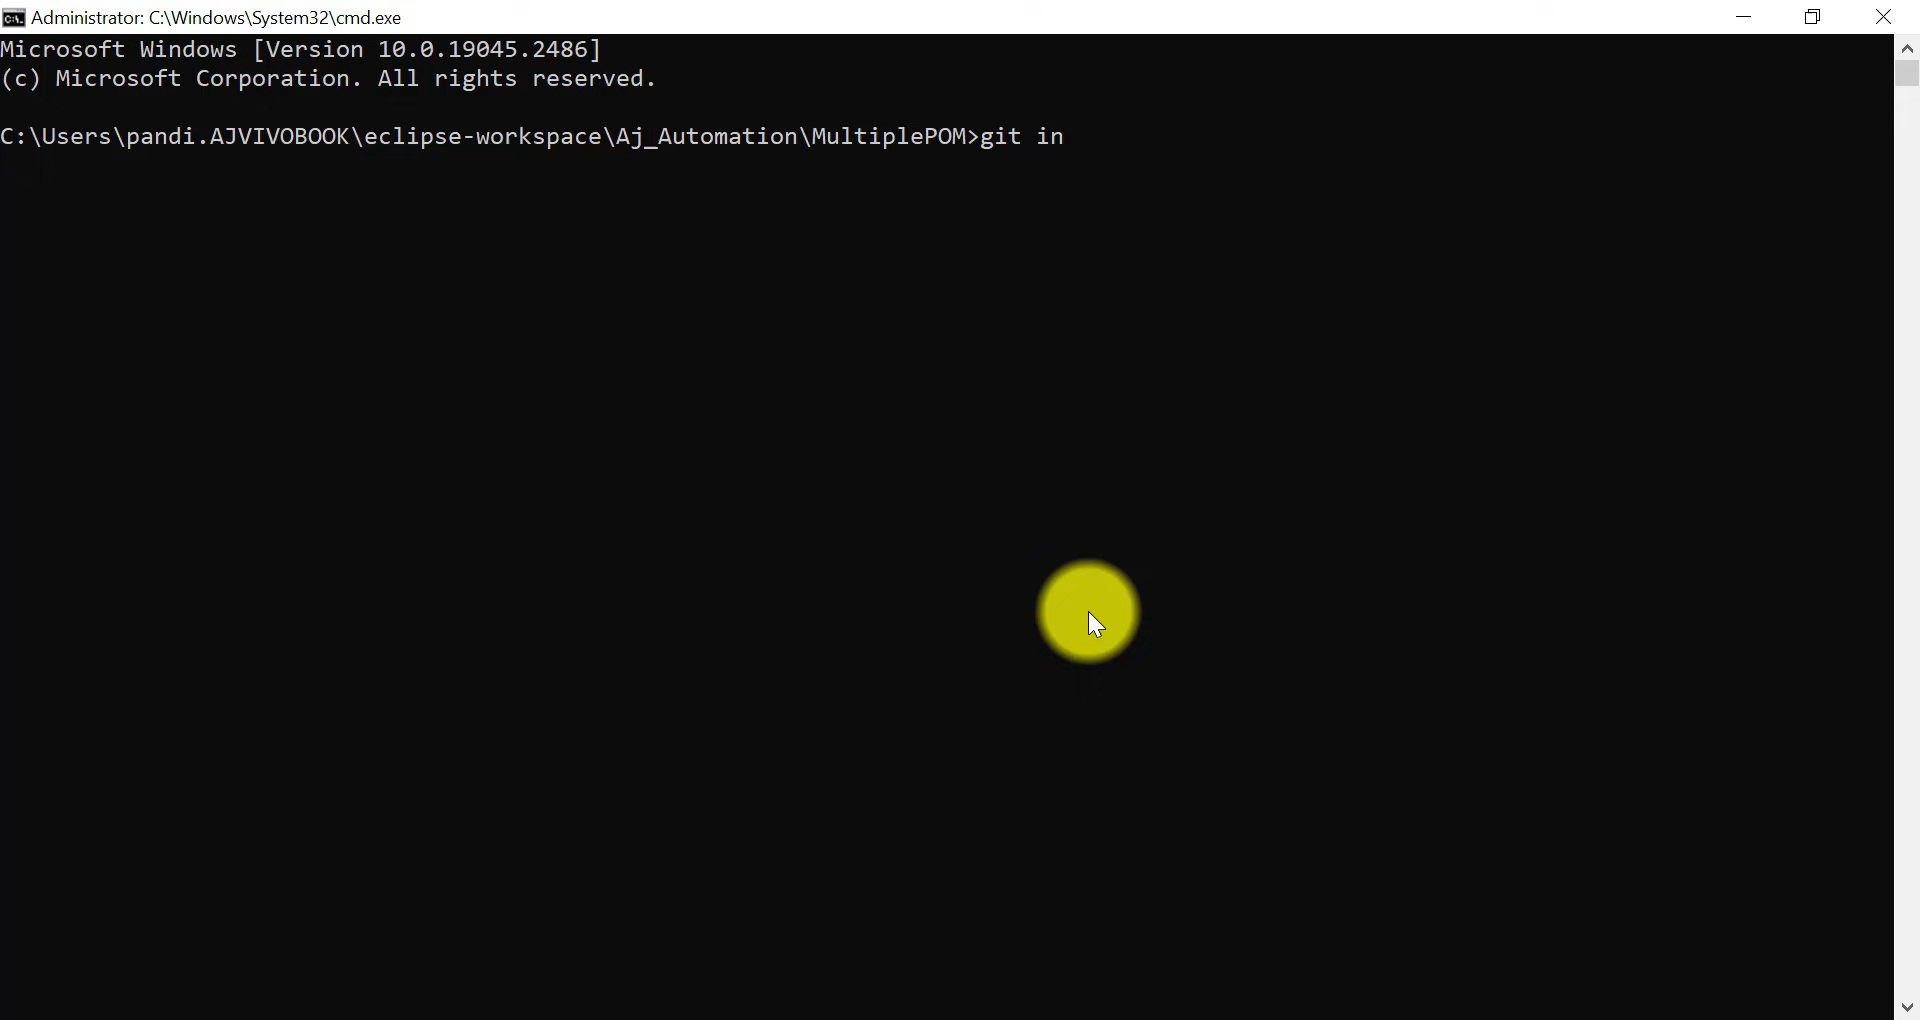 Administrator: C:\Windows\System32\cmd.exe
Microsoft Windows [Version 10.0.19045.2486]
(c) Microsoft Corporation. All rights reserved.
C:\Users\pandi.AJVIVOBOOK\eclipse-workspace\Aj_Automation\MultiplePOM>git in